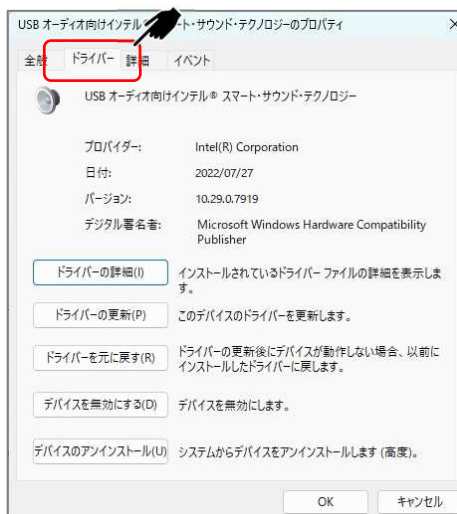 USB オーディオ向けインテル ト・サウンド・テクノロジーのプロパティ
全般 ドライバー 詳細 イベント
USB オーディオ向けインテル® スマート・サウンド・テクノロジー
プロバイダー: Intel(R) Corporation
日付: 2022/07/27
バージョン: 10.29.0.7919
デジタル署名者: Microsoft Windows Hardware Compatibility
Publisher
ドライバーの詳細(I) インストールされているドライバー ファイルの詳細を表示しま
す。
ドライバーの更新(P) このデバイスのドライバーを更新します。
ドライバーを元に戻す(R) ドライバーの更新後にデバイスが動作しない場合、以前に
インストールしたドライバーに戻します。
デバイスを無効にする(D) デバイスを無効にします。
デバイスのアンインストール(U) システムからデバイスをアンインストールします (高度)。
OK キャンセル